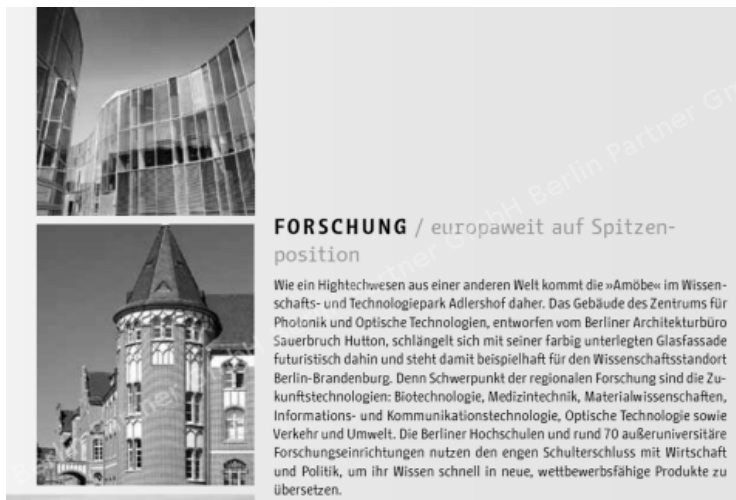 FORSCHUNG / europaweit auf Spitzen-
position
Wie ein Hightechwesen aus einer anderen Welt kommt die »Amöbe« im Wissen-
schafts- und Technologiepark Adlershof daher. Das Gebäude des Zentrums für
Photonik und Optische Technologien, entworfen vom Berliner Architekturbüro
Sauerbruch Hutton, schlängelt sich mit seiner farbig unterlegten Glasfassade
futuristisch dahin und steht damit beispielhaft für den Wissenschaftsstandort
Berlin-Brandenburg. Denn Schwerpunkt der regionalen Forschung sind die Zu-
kunftstechnologien: Biotechnologie, Medizintechnik, Materialwissenschaften,
Informations- und Kommunikationstechnologie, Optische Technologie sowie
Verkehr und Umwelt. Die Berliner Hochschulen und rund 70 außeruniversitäre
Forschungseinrichtungen nutzen den engen Schulterschluss mit Wirtschaft
und Politik, um ihr Wissen schnell in neue, wettbewerbsfähige Produkte zu
übersetzen.
Berlin Partner GmbH Berlin Partner